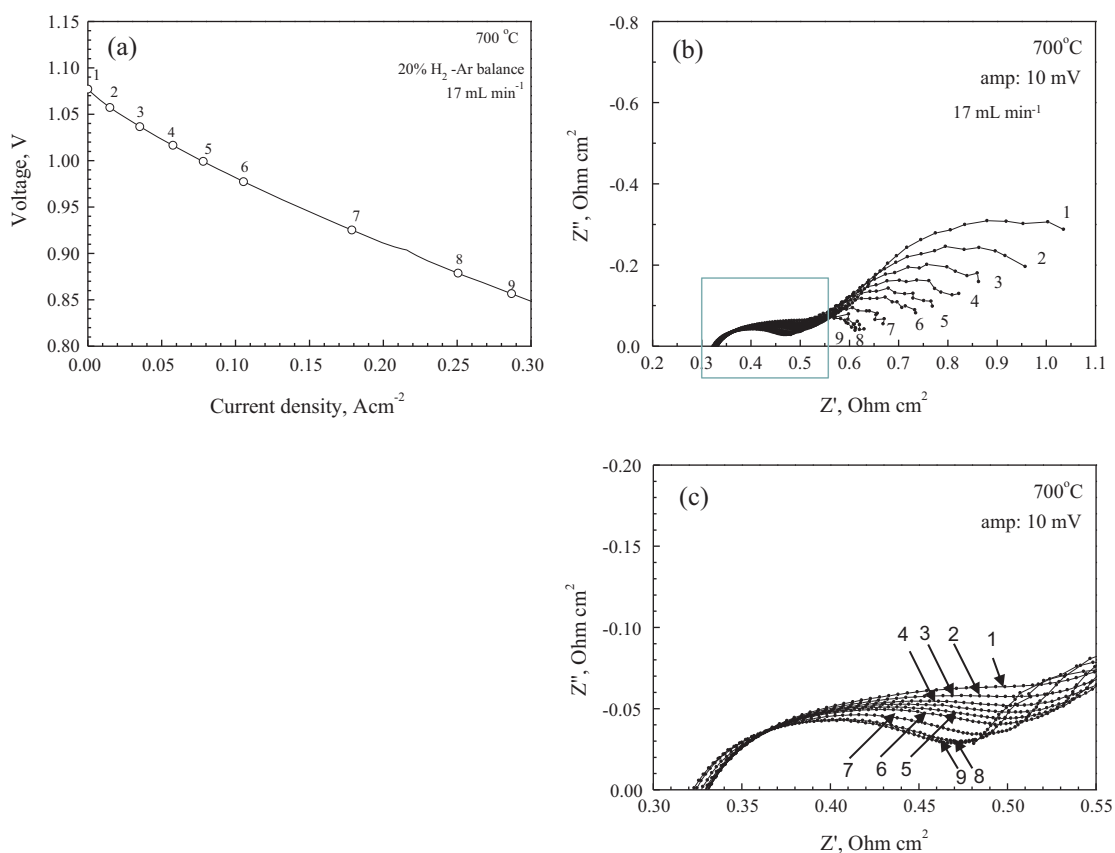 (a)
700 °C
20% H2 -Ar balance
17 mL min-1
1.15
1.10
1.05
1.00
0.95
0.90
0.85
0.80
Voltage, V
1
2
3
4
5
6
7
8
9
0.00 0.05 0.10 0.15 0.20 0.25 0.30
Current density, Acm-2
(b)
700°C
amp: 10 mV
17 mL min-1
-0.8
-0.6
-0.4
-0.2
0.0
Z'', Ohm cm2
1
2
3
4
5
6
7
8
9
0.2 0.3 0.4 0.5 0.6 0.7 0.8 0.9 1.0 1.1
Z', Ohm cm2
(c)
700°C
amp: 10 mV
-0.20
-0.15
-0.10
-0.05
0.00
Z'', Ohm cm2
4 3 2 1
7 6 5 9 8
0.30 0.35 0.40 0.45 0.50 0.55
Z', Ohm cm2